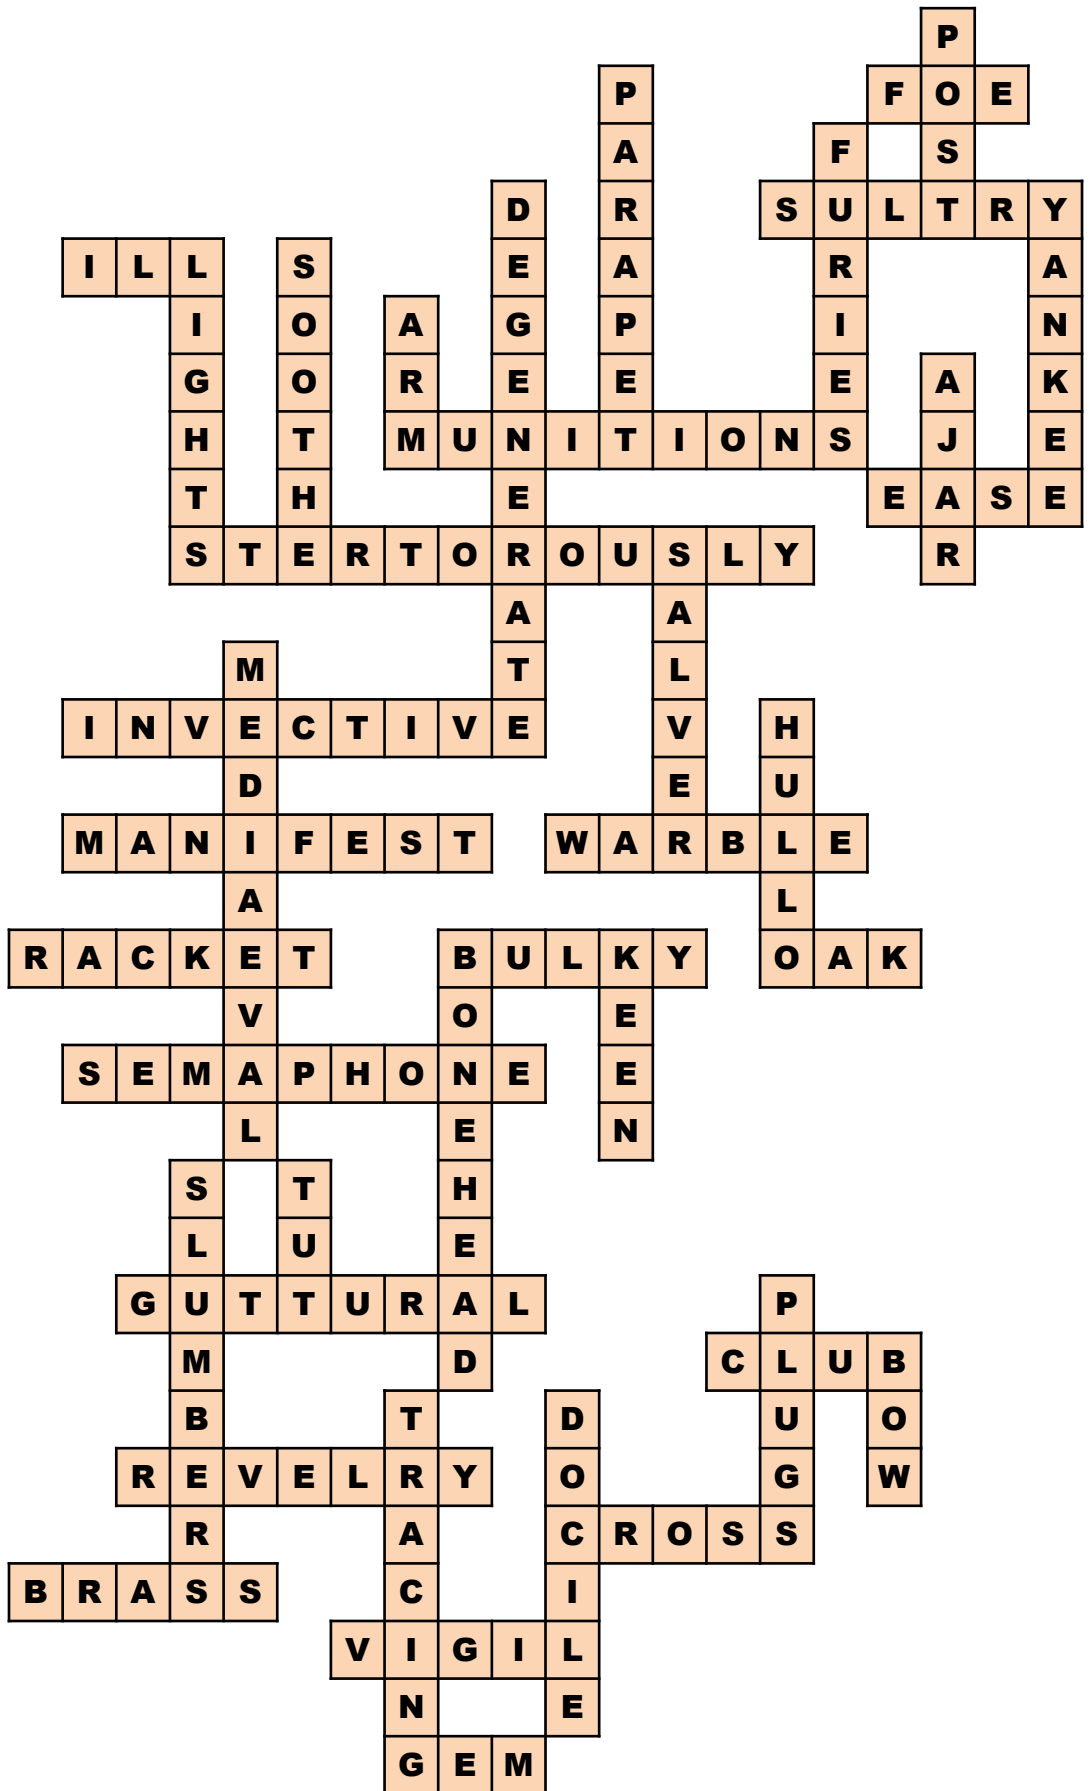 P
P F O E
A F S
D R S U L T R Y
I L L S E A R A
I O A G P I N
G O R E E E A K
H T M U N I T I O N S J E
T H E E A S E
S T E R T O R O U S L Y R
A A
M T L
I N V E C T I V E V H
D E U
M A N I F E S T W A R B L E
A L
R A C K E T B U L K Y O A K
V O E
S E M A P H O N E E
L E N
S T H
L U E
G U T T U R A L P
M D C L U B
B T D U O
R E V E L R Y O G W
R A C R O S S
B R A S S C I
V I G I L
N E
G E M